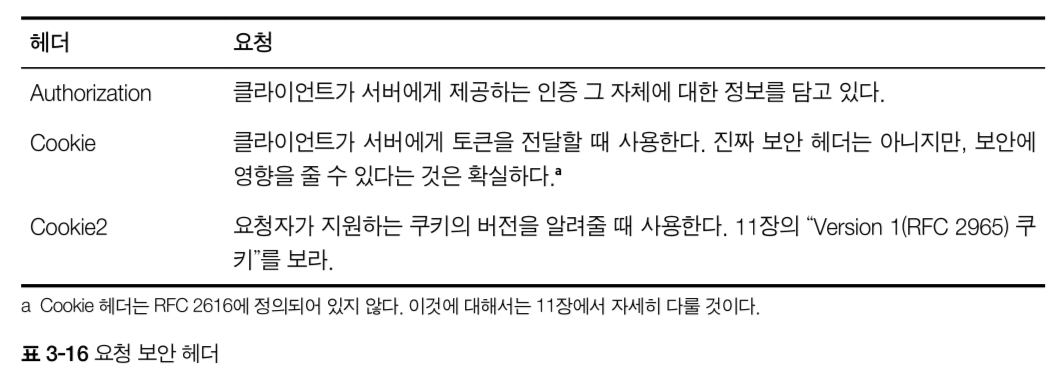 헤더 요청
Authorization 클라이언트가 서버에게 제공하는 인증 그 자체에 대한 정보를 담고 있다.
Cookie 클라이언트가 서버에게 토큰을 전달할 때 사용한다. 진짜 보안 헤더는 아니지만, 보안에
영향을 줄 수 있다는 것은 확실하다.a
Cookie2 요청자가 지원하는 쿠키의 버전을 알려줄 때 사용한다. 11장의 “Version 1(RFC 2965) 쿠
키”를 보라.
a Cookie 헤더는 RFC 2616에 정의되어 있지 않다. 이것에 대해서는 11장에서 자세히 다룰 것이다.
표 3-16 요청 보안 헤더